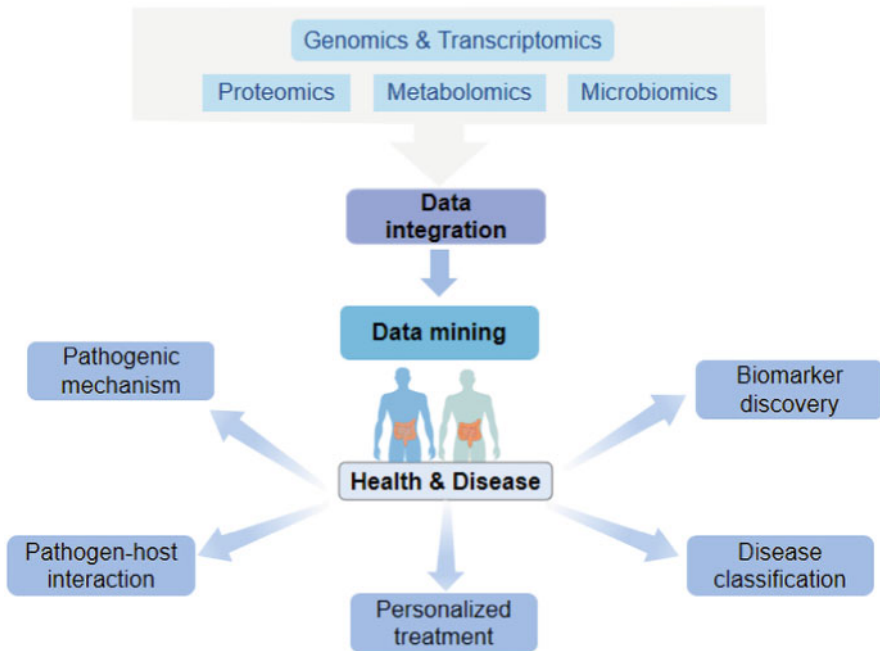 Genomics & Transcriptomics
Proteomics
Metabolomics
Microbiomics
Data
integration
Data mining
Pathogenic
mechanism
Biomarker
discovery
Health & Disease
Pathogen-host
interaction
Disease
classification
Personalized
treatment